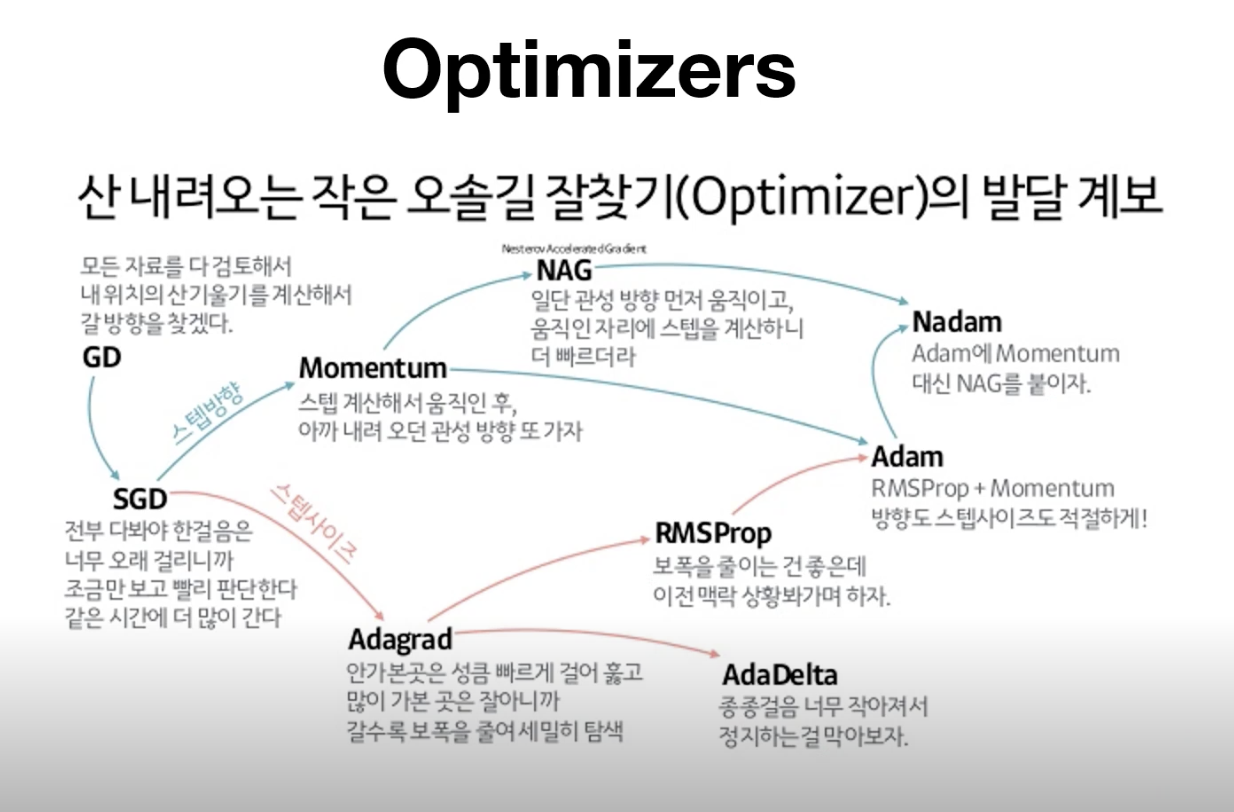 Optimizers
산 내려오는 작은 오솔길 잘찾기(Optimizer)의 발달 계보
모든 자료를 다 검토해서
내 위치의 산기울기를 계산해서
갈 방향을 찾겠다.
GD
스텝방향
Momentum
스텝 계산해서 움직인 후,
아까 내려 오던 관성 방향 또 가자
Nesterov Accelerated Gradient
NAG
일단 관성 방향 먼저 움직이고,
움직인 자리에 스텝을 계산하니
더 빠르더라
Nadam
Adam에 Momentum
대신 NAG를 붙이자.
Adam
RMSProp + Momentum
방향도 스텝사이즈도 적절하게!
SGD
전부 다봐야 한걸음은
너무 오래 걸리니까
조금만 보고 빨리 판단한다
같은 시간에 더 많이 간다
스텝사이즈
RMSProp
보폭을 줄이는 건 좋은데
이전 맥락 상황봐가며 하자.
Adagrad
안가본곳은 성큼 빠르게 걸어 훓고
많이 가본 곳은 잘아니까
갈수록 보폭을 줄여 세밀히 탐색
AdaDelta
종종걸음 너무 작아져서
정지하는걸 막아보자.